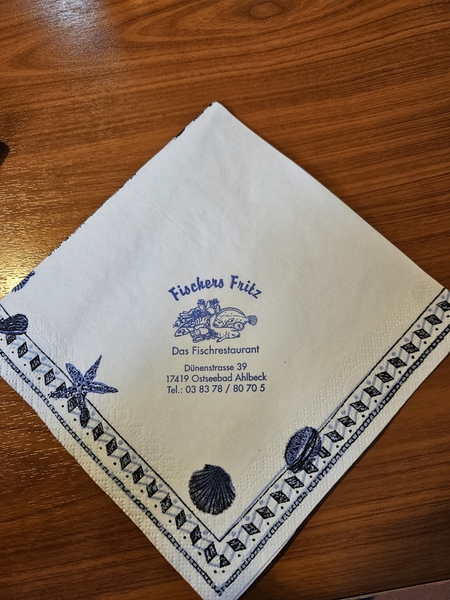 Fischers Fritz
Das Fischrestaurant
Dünenstrasse 39
17419 Ostseebad Ahlbeck
Tel.: 03 83 78 / 80 70 5